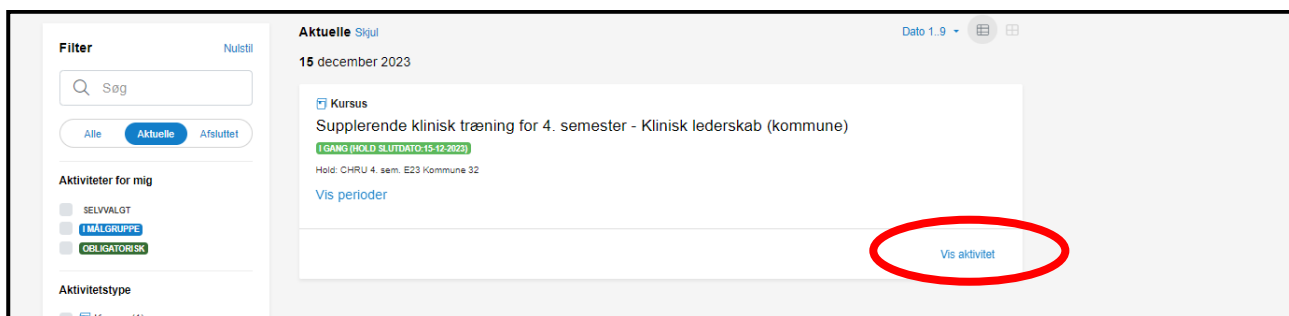 Filter
Nulstil
Søg
Alle
Aktuelle
Afsluttet
Aktiviteter for mig
SELVVALGT
I MÅLGRUPPE
OBLIGATORISK
Aktivitetstype
Aktuelle Skjul
Dato 1..9
15 december 2023
Kursus
Supplerende klinisk træning for 4. semester - Klinisk lederskab (kommune)
I GANG (HOLD SLUTDATO:15-12-2023)
Hold: CHRU 4. sem. E23 Kommune 32
Vis perioder
Vis aktivitet